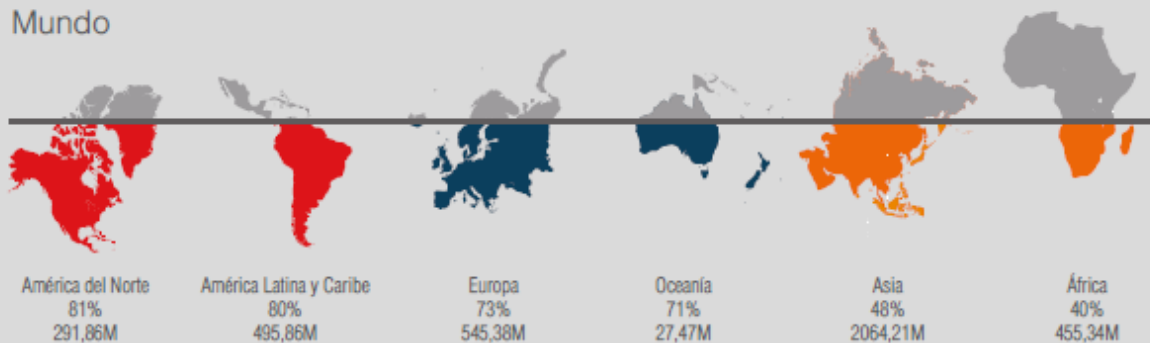 Mundo
América del Norte
81%
291,86M
América Latina y Caribe
80%
495,86M
Europa
73%
545,38M
Oceanía
71%
27,47M
Asia
48%
2064,21M
África
40%
455,34M